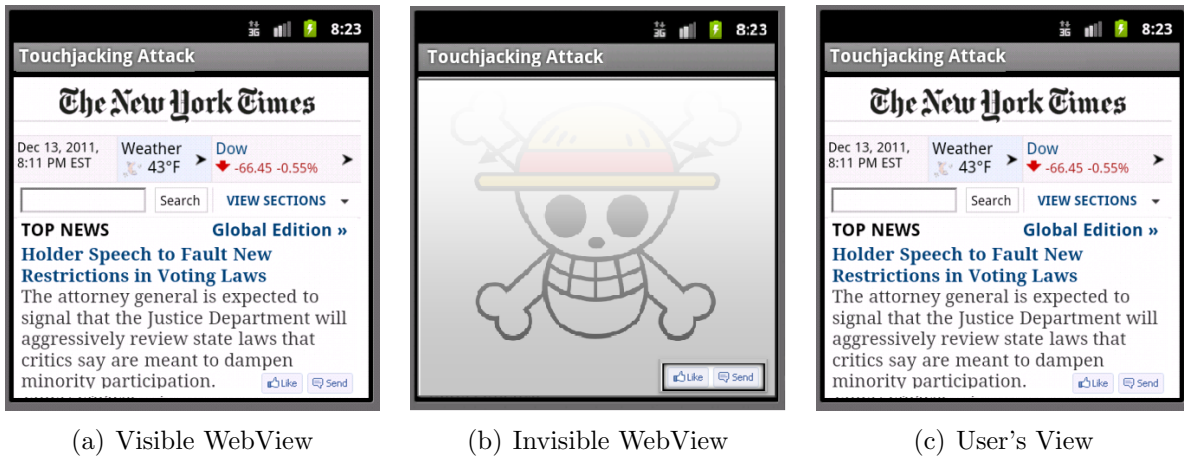 3G 8:23
Touchjacking Attack
The New York Times
Dec 13, 2011,
8:11 PM EST
Weather
43°F
Dow
-66.45 -0.55%
Search VIEW SECTIONS
TOP NEWS Global Edition »
Holder Speech to Fault New
Restrictions in Voting Laws
The attorney general is expected to
signal that the Justice Department will
aggressively review state laws that
critics say are meant to dampen
minority participation.
Like Send
(a) Visible WebView
3G 8:23
Touchjacking Attack
Like Send
(b) Invisible WebView
3G 8:23
Touchjacking Attack
The New York Times
Dec 13, 2011,
8:11 PM EST
Weather
43°F
Dow
-66.45 -0.55%
Search VIEW SECTIONS
TOP NEWS Global Edition »
Holder Speech to Fault New
Restrictions in Voting Laws
The attorney general is expected to
signal that the Justice Department will
aggressively review state laws that
critics say are meant to dampen
minority participation.
Like Send
(c) User's View